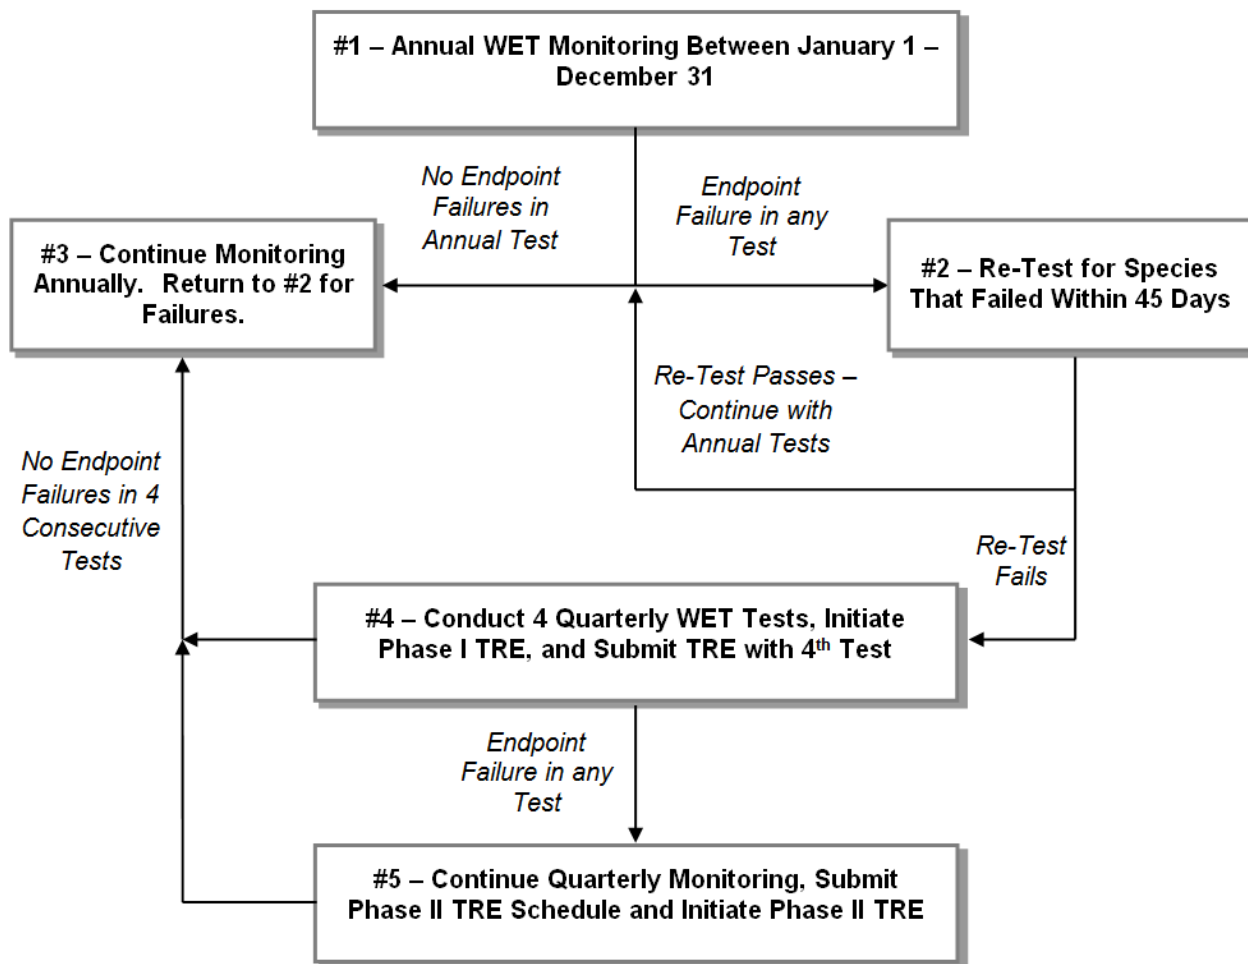 #1 – Annual WET Monitoring Between January 1 –
December 31
No Endpoint
Failures in
Annual Test
Endpoint
Failure in any
Test
#3 – Continue Monitoring
Annually.  Return to #2 for
Failures.
#2 – Re-Test for Species
That Failed Within 45 Days
Re-Test Passes –
Continue with
Annual Tests
No Endpoint
Failures in 4
Consecutive
Tests
Re-Test
Fails
#4 – Conduct 4 Quarterly WET Tests, Initiate
Phase I TRE, and Submit TRE with 4th Test
Endpoint
Failure in any
Test
#5 – Continue Quarterly Monitoring, Submit
Phase II TRE Schedule and Initiate Phase II TRE